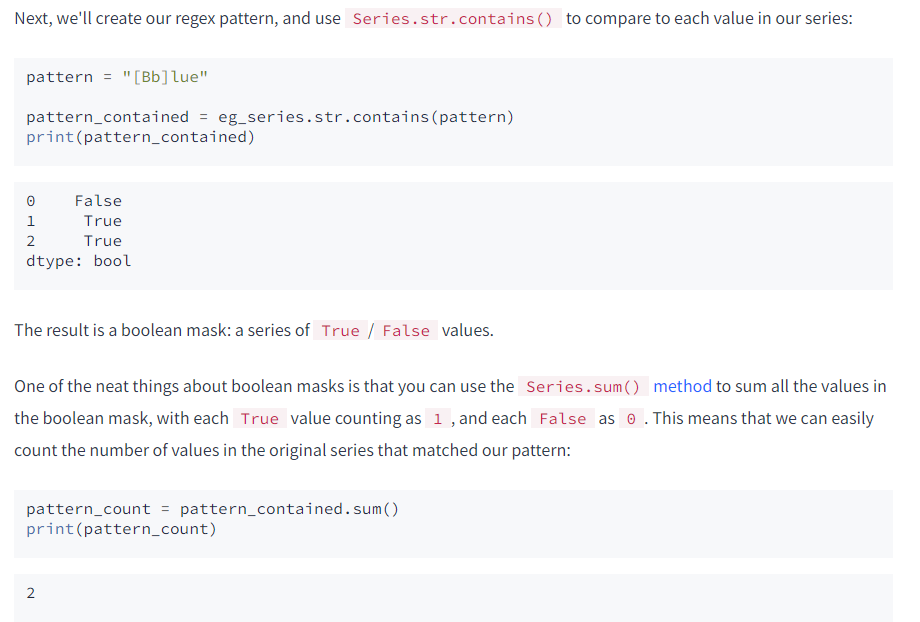 Next, we'll create our regex pattern, and use Series.str.contains() to compare to each value in our series:
pattern = "[Bb]lue"
pattern_contained = eg_series.str.contains(pattern)
print(pattern_contained)
0    False
1     True
2     True
dtype: bool
The result is a boolean mask: a series of True / False values.
One of the neat things about boolean masks is that you can use the Series.sum() method to sum all the values in
the boolean mask, with each True value counting as 1 , and each False as 0 . This means that we can easily
count the number of values in the original series that matched our pattern:
pattern_count = pattern_contained.sum()
print(pattern_count)
2